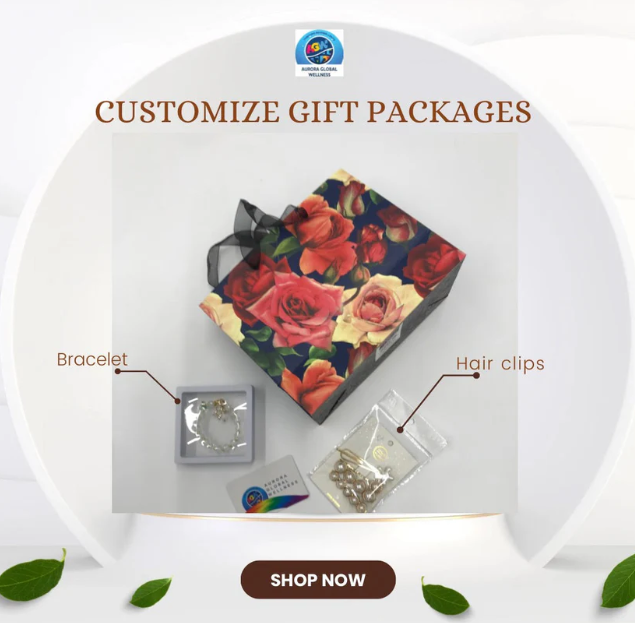 AURORA GLOBAL
WELLNESS
CUSTOMIZE GIFT PACKAGES
Bracelet
Hair clips
AURORA
GLOBAL
WELLNESS
SHOP NOW